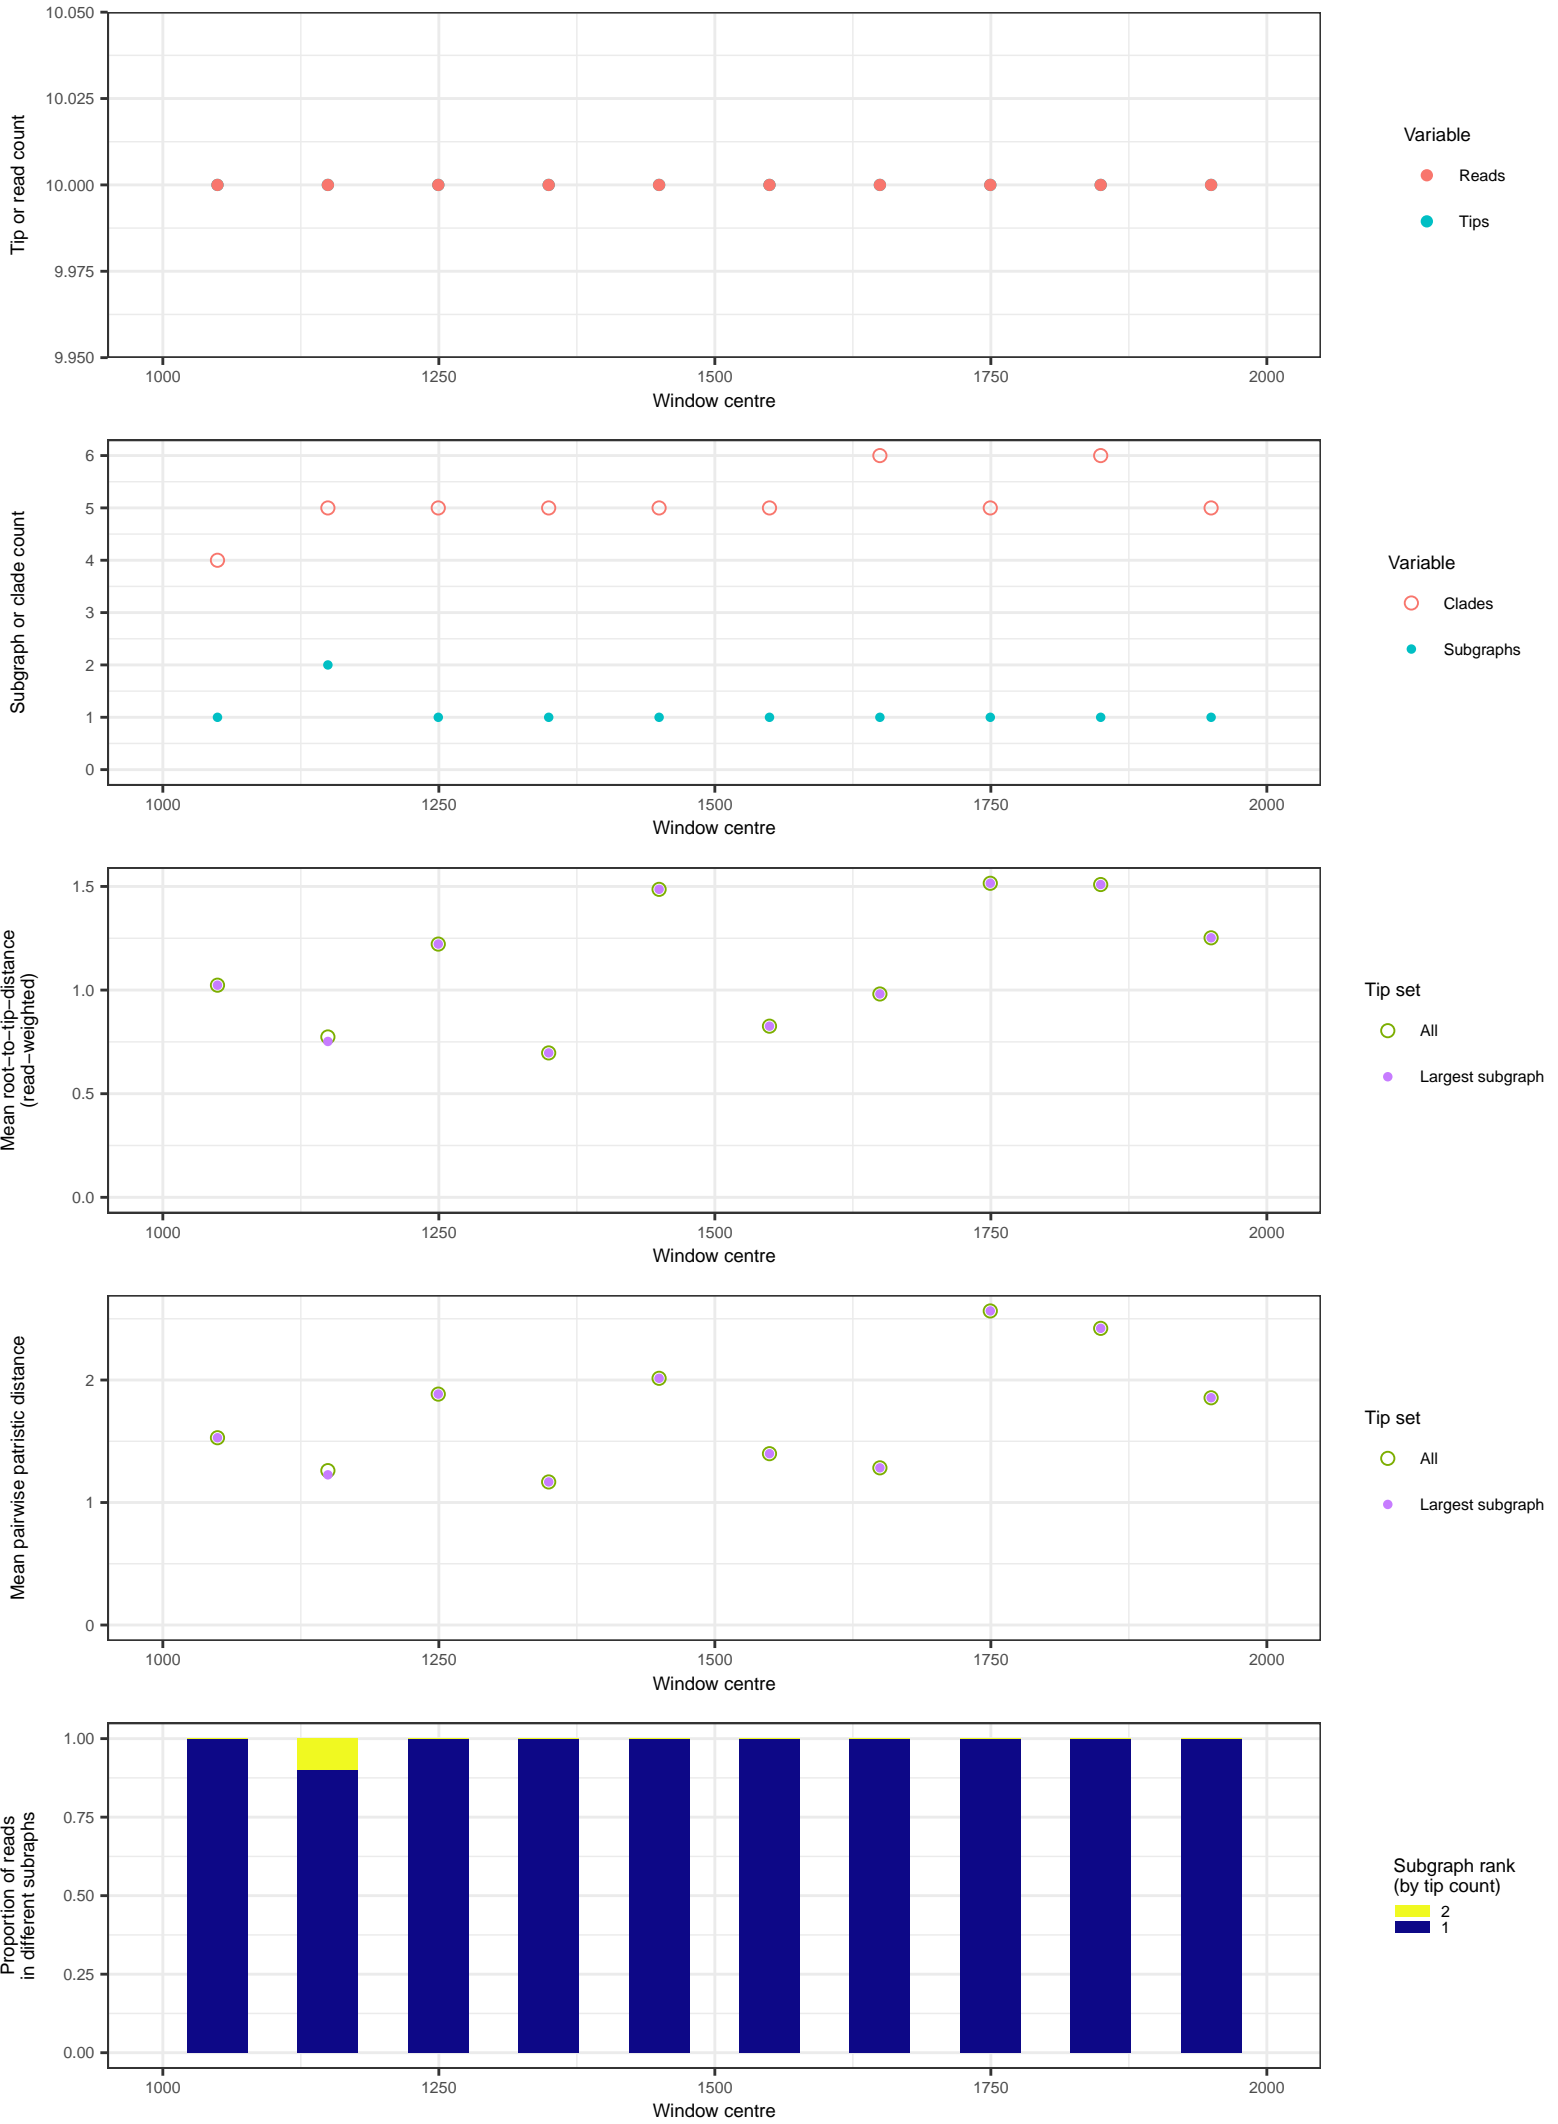 10.050
10.025
10.000
9.975
9.950
Tip or read count
1000
1250
1500
1750
2000
Window centre
Variable
Reads
Tips
6
5
4
3
2
1
0
Subgraph or clade count
1000
1250
1500
1750
2000
Window centre
Variable
Clades
Subgraphs
1.5
1.0
0.5
0.0
Mean root−to−tip−distance
(read−weighted)
1000
1250
1500
1750
2000
Window centre
Tip set
All
Largest subgraph
2
1
0
Mean pairwise patristic distance
1000
1250
1500
1750
2000
Window centre
Tip set
All
Largest subgraph
1.00
0.75
0.50
0.25
0.00
Proportion of reads
in different subraphs
1000
1250
1500
1750
2000
Window centre
Subgraph rank
(by tip count)
2
1